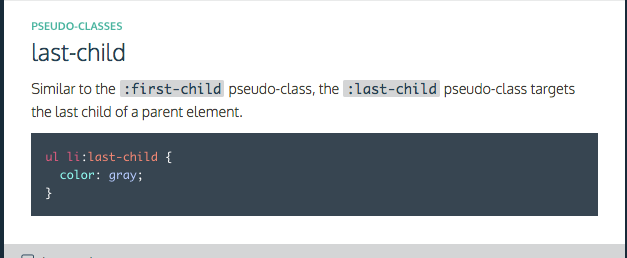 PSEUDO-CLASSES
last-child
Similar to the :first-child pseudo-class, the :last-child pseudo-class targets
the last child of a parent element.
ul li:last-child {
  color: gray;
}